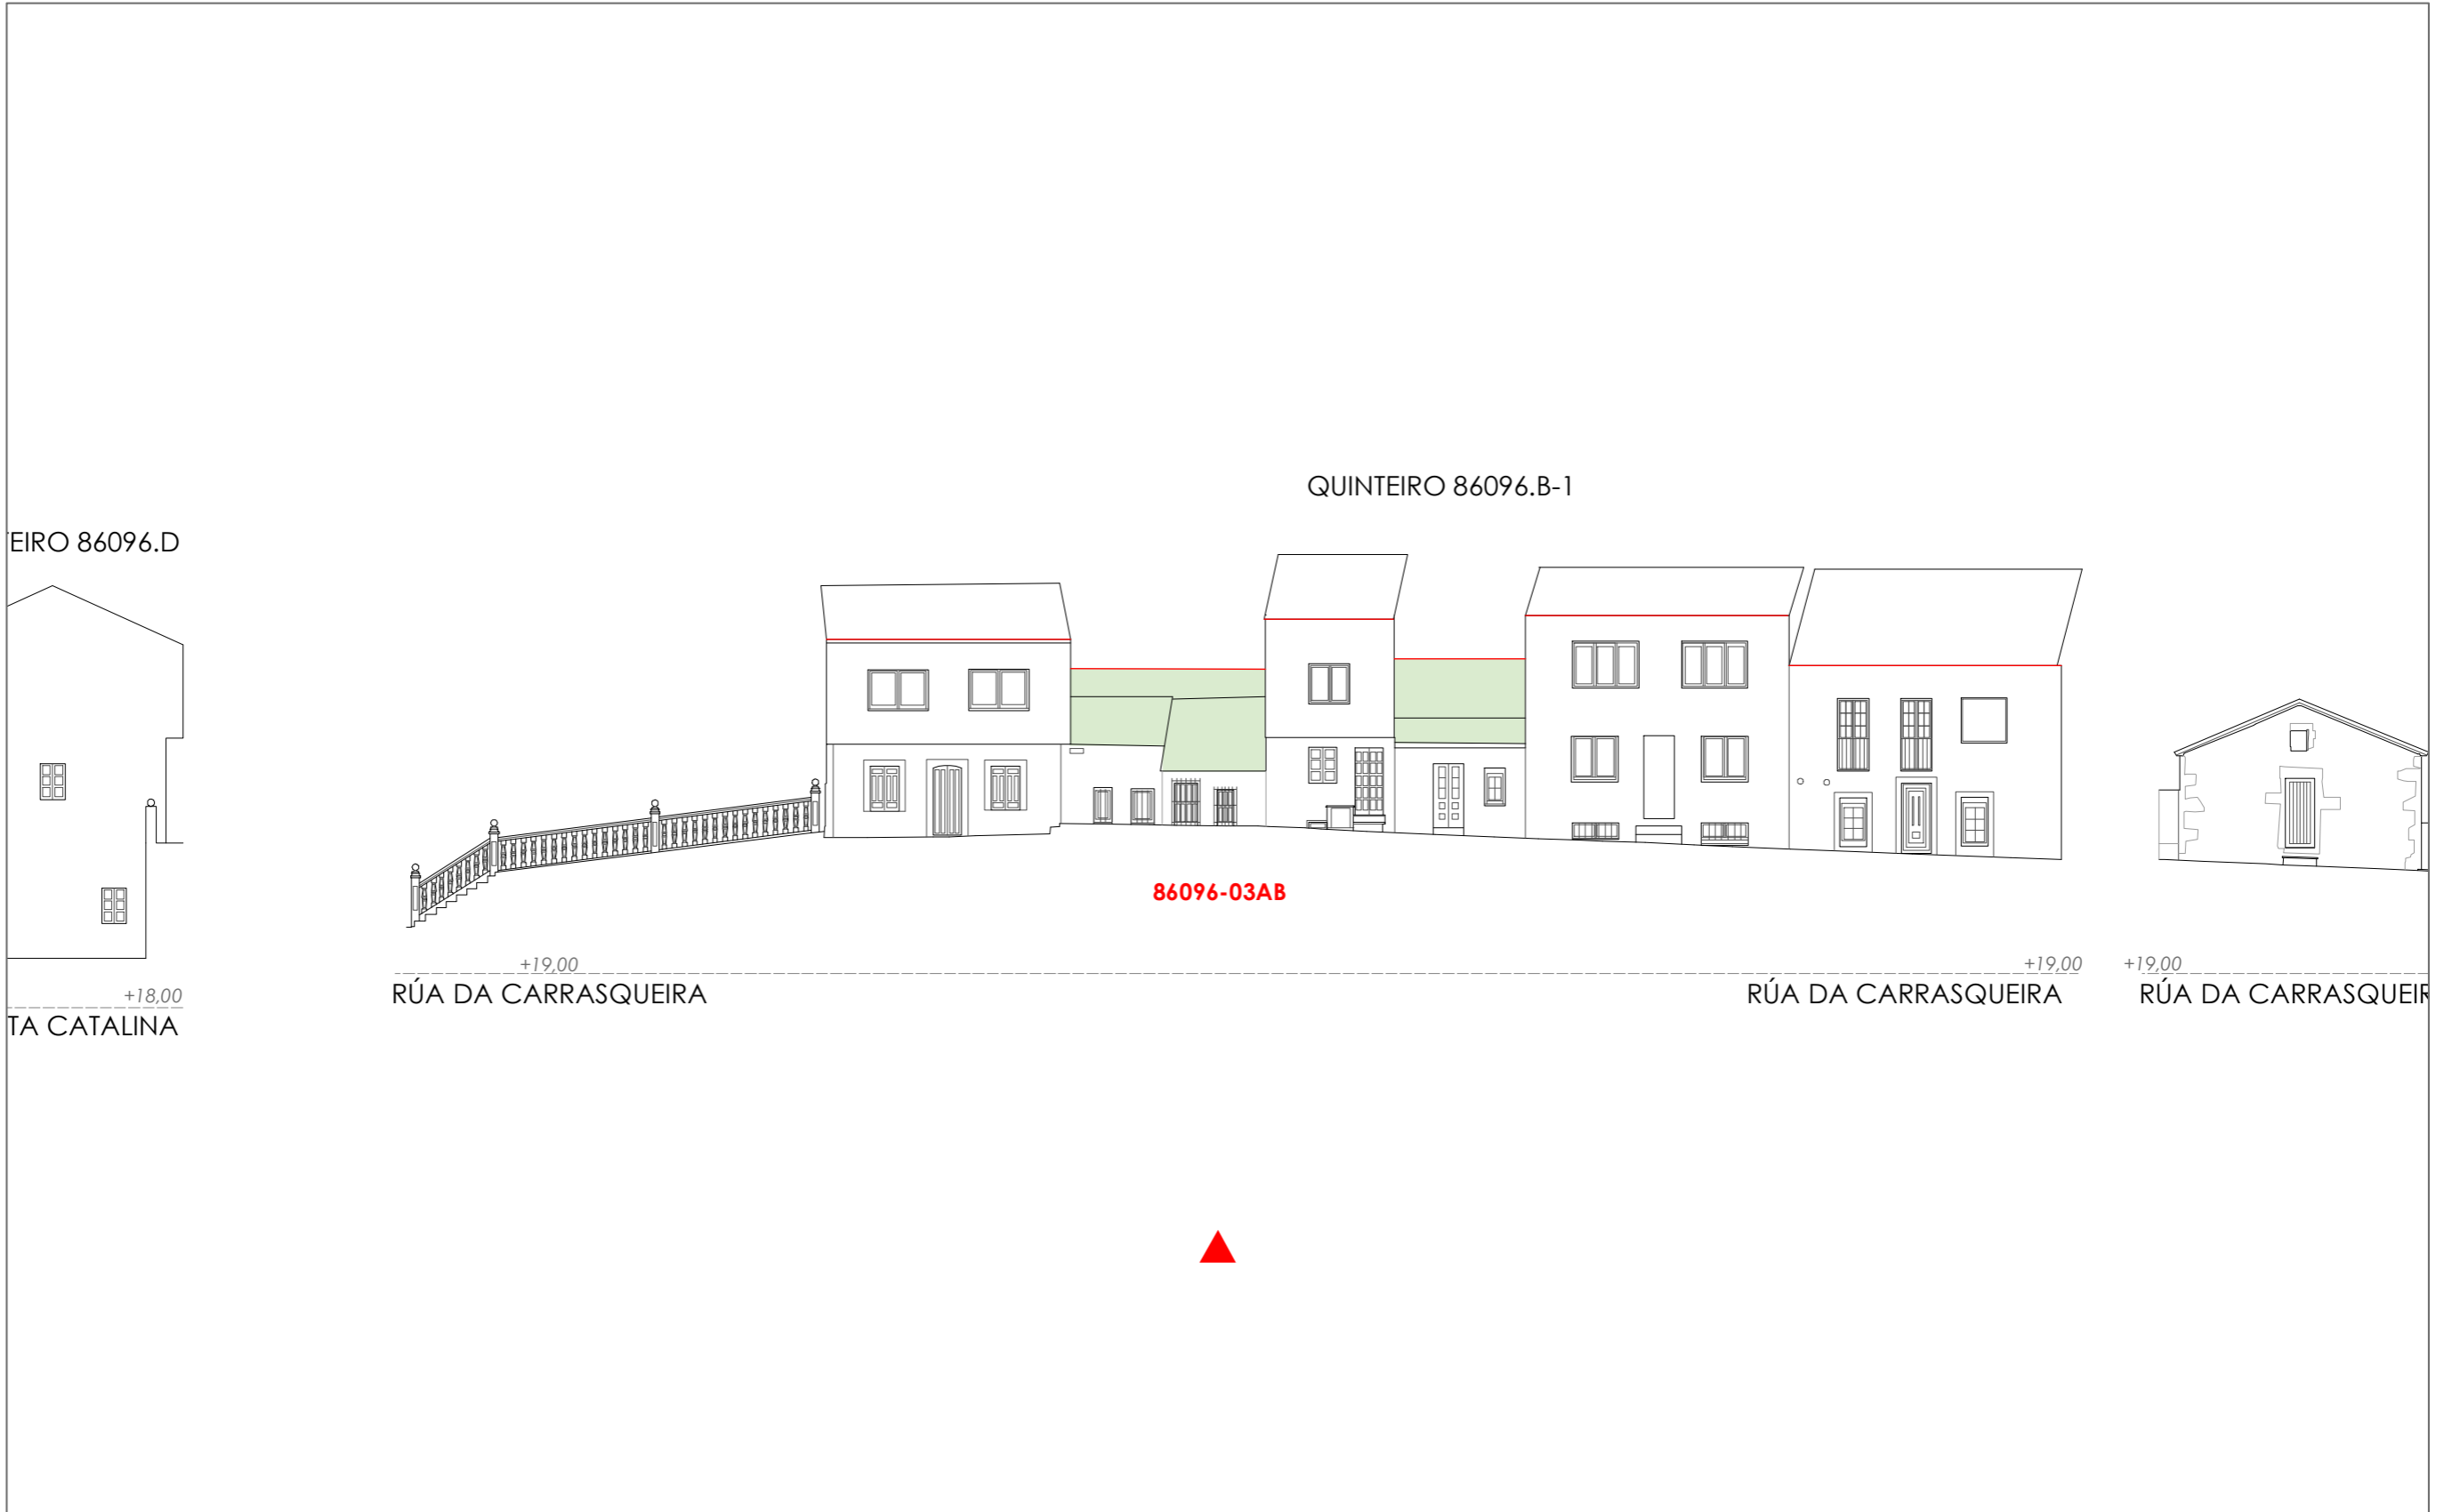 QUINTEIRO 86096.B-1
EIRO 86096.D
86096-03AB
+19,00
+19,00
+19,00
RÚA DA CARRASQUEIRA
RÚA DA CARRASQUEIRA
RÚA DA CARRASQUEIR
+18,00
TA CATALINA